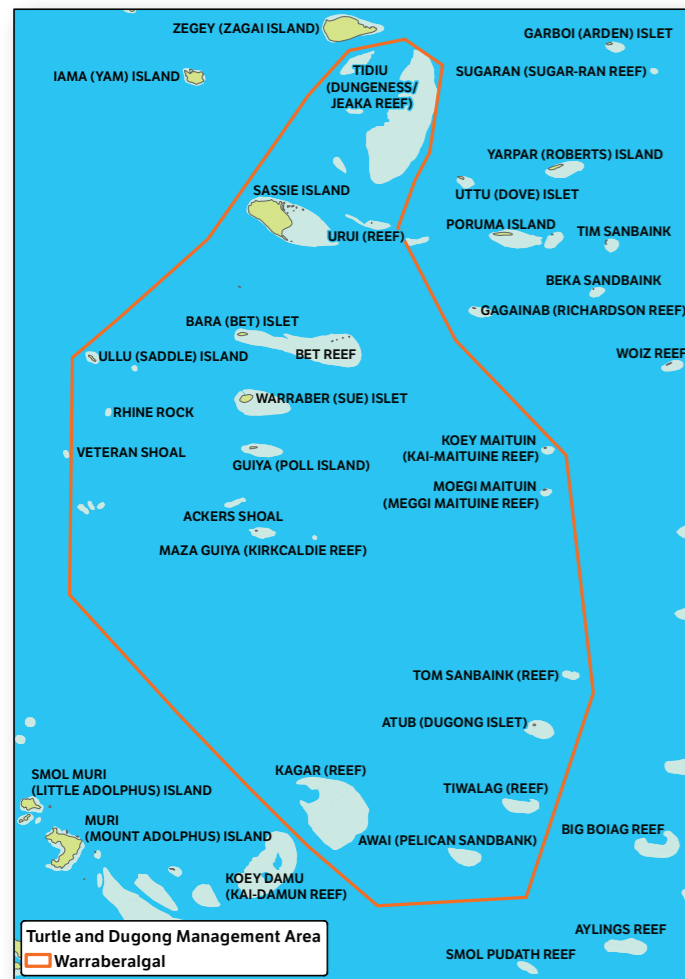 ZEGEY (ZAGAI ISLAND)
GARBOI (ARDEN) ISLET
IAMA (YAM) ISLAND
TIDIU
(DUNGENESS/
JEAKA REEF)
SUGARAN (SUGAR-RAN REEF)
YARPAR (ROBERTS) ISLAND
SASSIE ISLAND
UTTU (DOVE) ISLET
URUI (REEF)
PORUMA ISLAND
TIM SANBAINK
BEKA SANDBAINK
GAGAINAB (RICHARDSON REEF)
BARA (BET) ISLET
ULLU (SADDLE) ISLAND
BET REEF
WOIZ REEF
WARRABER (SUE) ISLET
RHINE ROCK
KOEY MAITUIN
(KAI-MAITUINE REEF)
VETERAN SHOAL
GUIYA (POLL ISLAND)
MOEGI MAITUIN
(MEGGI MAITUINE REEF)
ACKERS SHOAL
MAZA GUIYA (KIRKCALDIE REEF)
TOM SANBAINK (REEF)
ATUB (DUGONG ISLET)
KAGAR (REEF)
SMOL MURI
(LITTLE ADOLPHUS) ISLAND
TIWALAG (REEF)
MURI
(MOUNT ADOLPHUS) ISLAND
AWAI (PELICAN SANDBANK)
BIG BOIAG REEF
KOEY DAMU
(KAI-DAMUN REEF)
AYLINGS REEF
SMOL PUDATH REEF
Turtle and Dugong Management Area
Warraberalgal